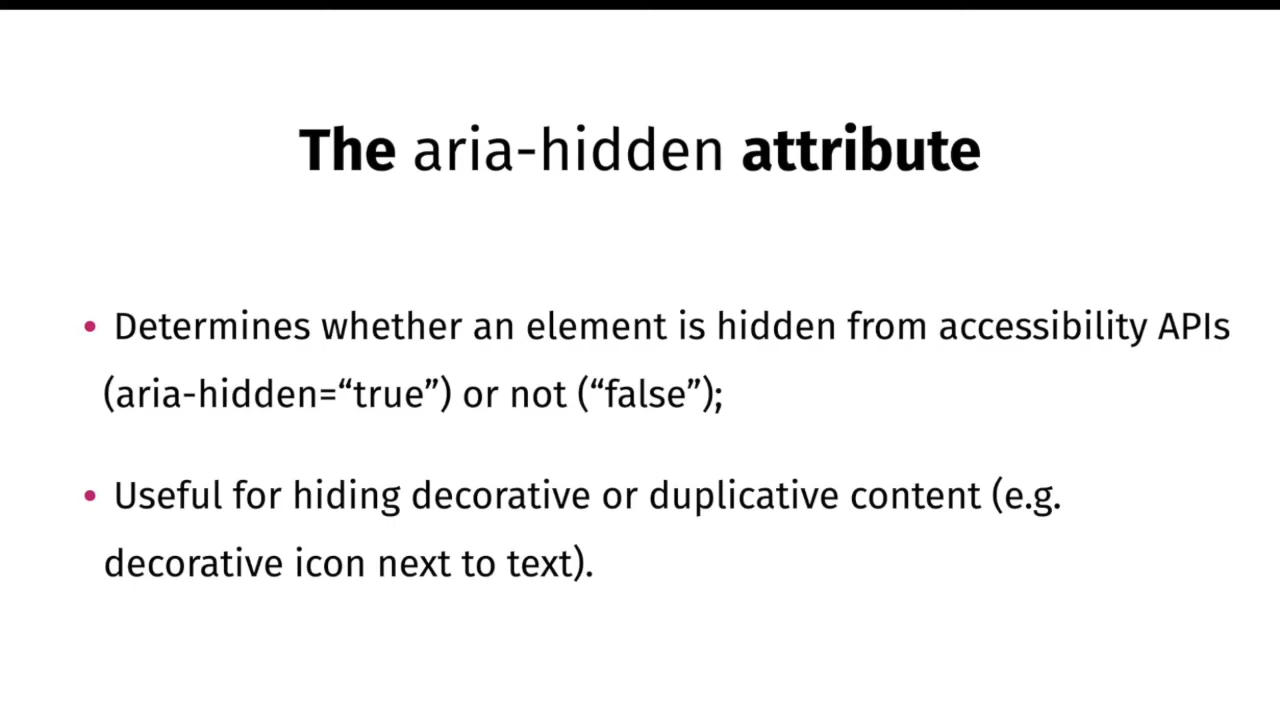 The aria-hidden attribute
• Determines whether an element is hidden from accessibility APIs
(aria-hidden=“true”) or not (“false”);
• Useful for hiding decorative or duplicative content (e.g.
decorative icon next to text).